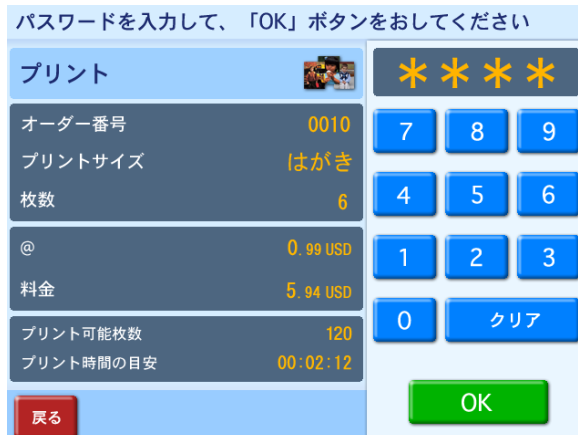 パスワードを入力して、「OK」ボタンをおしてください
プリント
＊＊＊＊
オーダー番号 0010
プリントサイズ はがき
枚数 6
@ 0.99 USD
料金 5.94 USD
プリント可能枚数 120
プリント時間の目安 00:02:12
戻る
7 8 9
4 5 6
1 2 3
0 クリア
OK